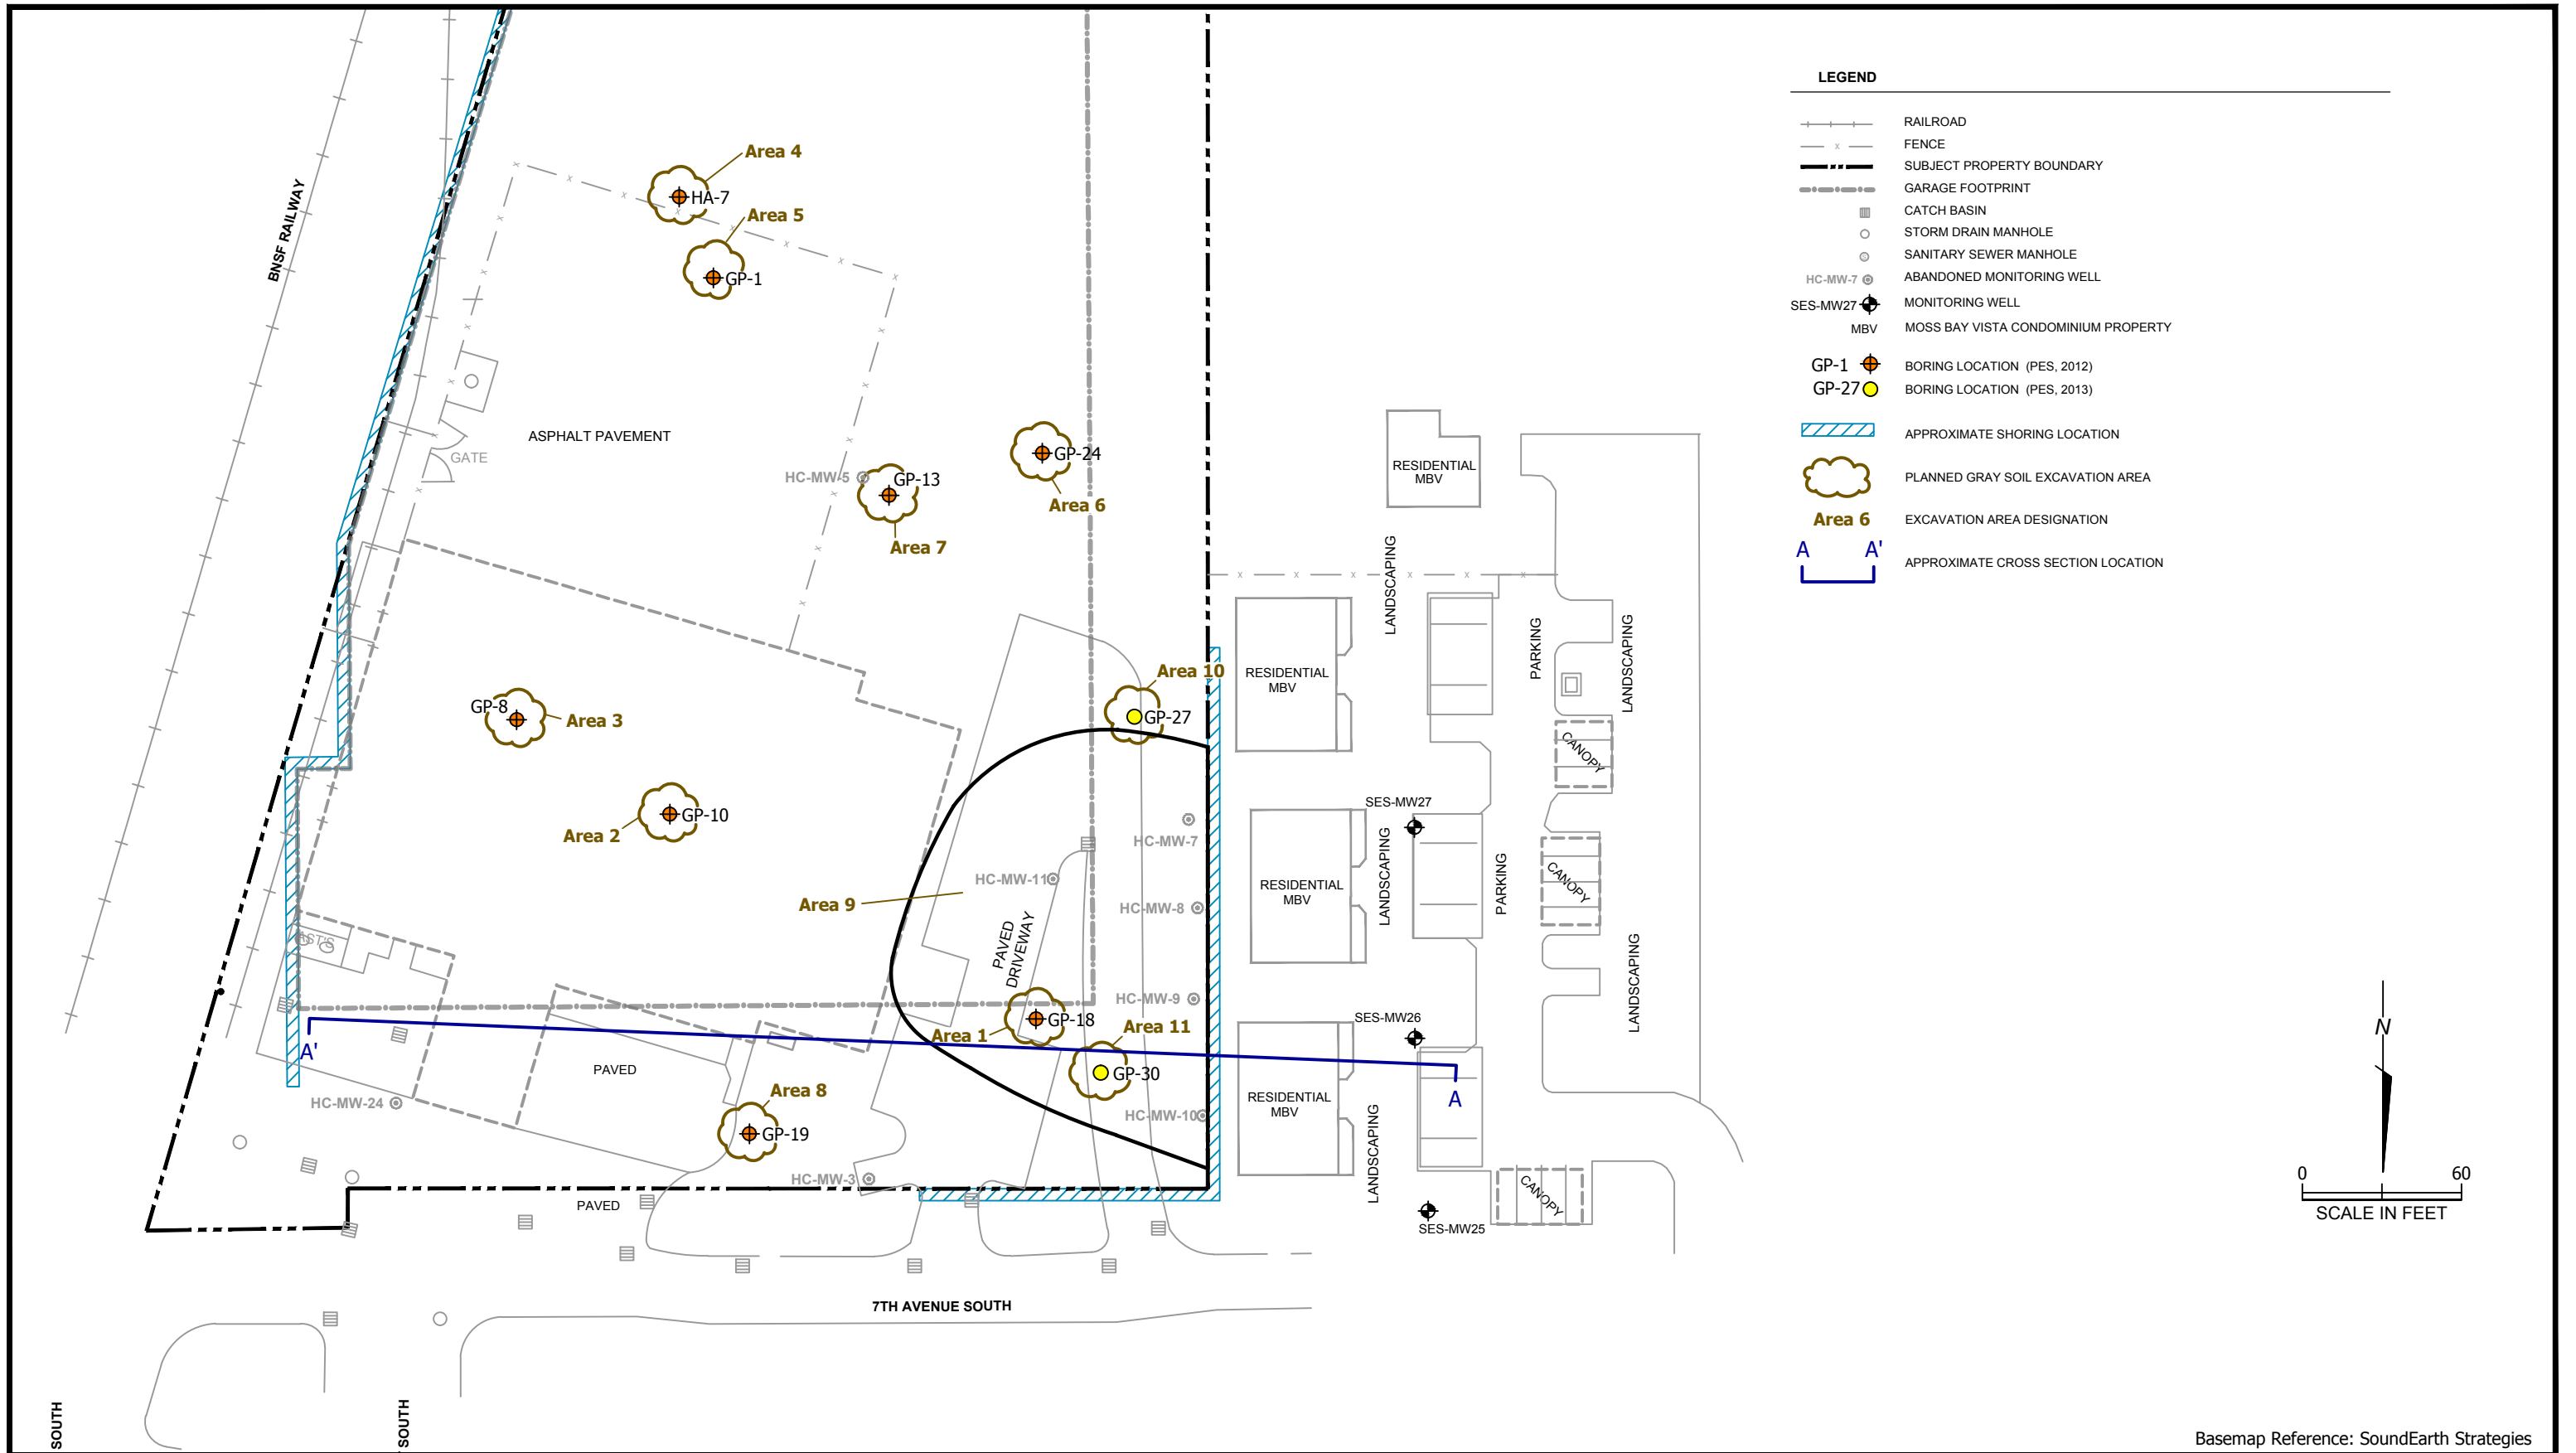 LEGEND
RAILROAD
x
FENCE
SUBJECT PROPERTY BOUNDARY
GARAGE FOOTPRINT
CATCH BASIN
STORM DRAIN MANHOLE
S
SANITARY SEWER MANHOLE
HC-MW-7
ABANDONED MONITORING WELL
SES-MW27
MONITORING WELL
MBV
MOSS BAY VISTA CONDOMINIUM PROPERTY
GP-1
BORING LOCATION (PES, 2012)
GP-27
BORING LOCATION (PES, 2013)
APPROXIMATE SHORING LOCATION
PLANNED GRAY SOIL EXCAVATION AREA
Area 6
EXCAVATION AREA DESIGNATION
A
A'
APPROXIMATE CROSS SECTION LOCATION
BNSF RAILWAY
Area 4
HA-7
Area 5
GP-1
ASPHALT PAVEMENT
GATE
HC-MW-5
GP-13
Area 7
GP-24
Area 6
RESIDENTIAL
MBV
LANDSCAPING
Area 10
GP-27
RESIDENTIAL
MBV
PARKING
LANDSCAPING
CANOPY
GP-8
Area 3
GP-10
Area 2
HC-MW-7
SES-MW27
HC-MW-11
Area 9
HC-MW-8
RESIDENTIAL
MBV
LANDSCAPING
PARKING
CANOPY
LANDSCAPING
AST'S
PAVED
DRIVEWAY
HC-MW-9
GP-18
Area 1
Area 11
SES-MW26
A'
PAVED
GP-30
RESIDENTIAL
MBV
A
HC-MW-24
Area 8
GP-19
HC-MW-10
LANDSCAPING
HC-MW-3
PAVED
CANOPY
SES-MW25
7TH AVENUE SOUTH
SOUTH
SOUTH
N
0
60
SCALE IN FEET
Basemap Reference: SoundEarth Strategies